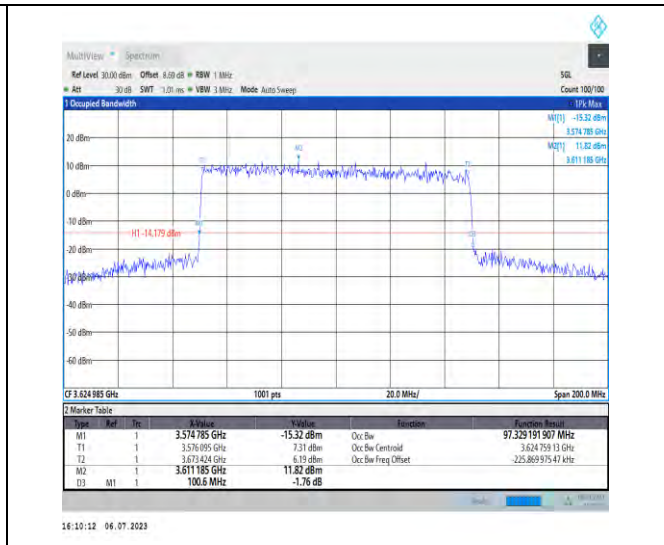 MultiView Spectrum
Ref Level 30.00 dBm Offset 8.69 dB RBW 1 MHz SGL
Att 30 dB SWT 1.01 ms VBW 3 MHz Mode Auto Sweep Count 100/100
1 Occupied Bandwidth 1Pk Max
M1[1] -15.32 dBm
3.574 785 GHz
M2[1] 11.82 dBm
3.611 185 GHz
20 dBm
M2
T1
10 dBm
0 dBm
-10 dBm
H1 -14.179 dBm
-20 dBm
-30 dBm
-40 dBm
-50 dBm
-60 dBm
CF 3.624 985 GHz 1001 pts 20.0 MHz/ Span 200.0 MHz
2 Marker Table
Type Ref Trc X-Value Y-Value Function Function Result
M1 1 3.574 785 GHz -15.32 dBm Occ Bw 97.329 191 907 MHz
T1 1 3.576 095 GHz 7.31 dBm Occ Bw Centroid 3.624 759 13 GHz
T2 1 3.673 424 GHz 6.19 dBm Occ Bw Freq Offset -225.869 975 47 kHz
M2 1 3.611 185 GHz 11.82 dBm
D3 M1 1 100.6 MHz -1.76 dB
16:10:12 06.07.2023